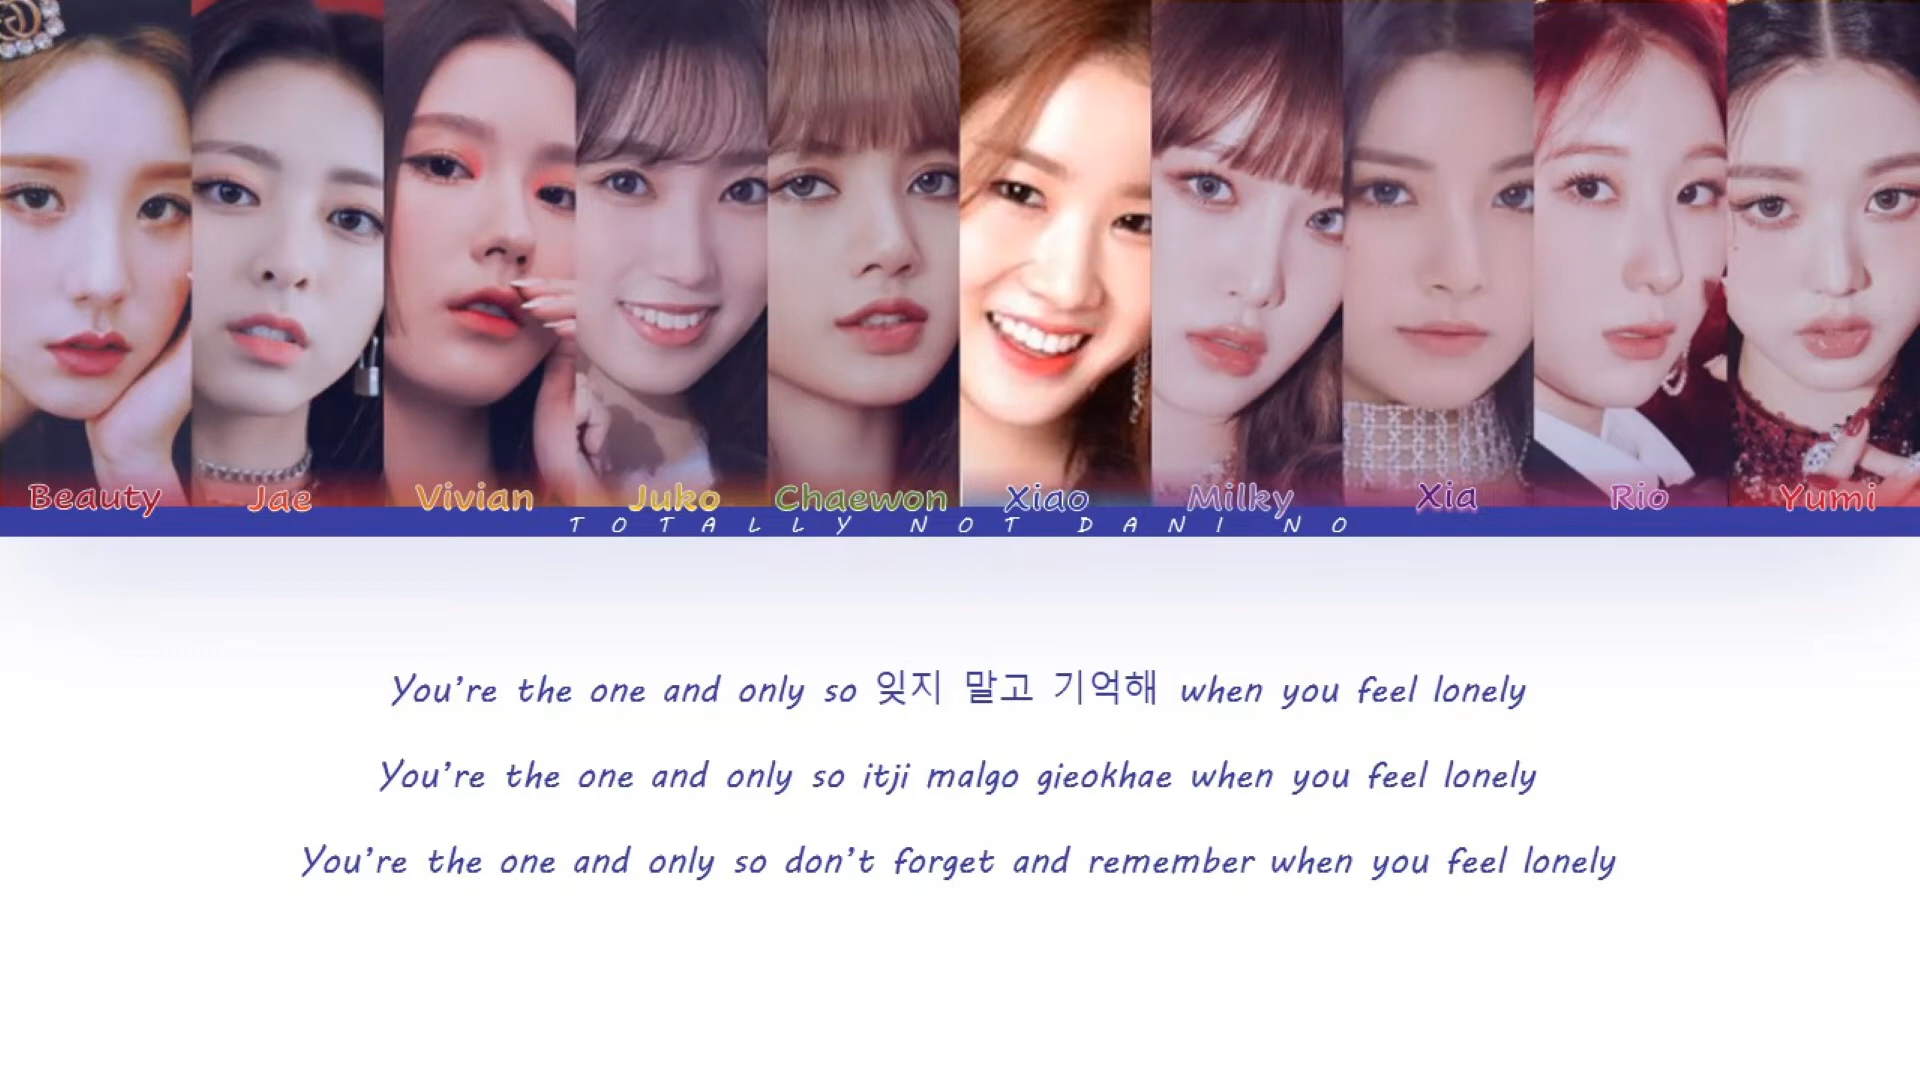 Beauty Jae Vivian Juko Chaewon Xiao Milky Xia Rio Yumi
TOTALLY NOT DANI NO
You're the one and only so 잊지 말고 기억해 when you feel lonely
You're the one and only so itji malgo gieokhae when you feel lonely
You're the one and only so don't forget and remember when you feel lonely